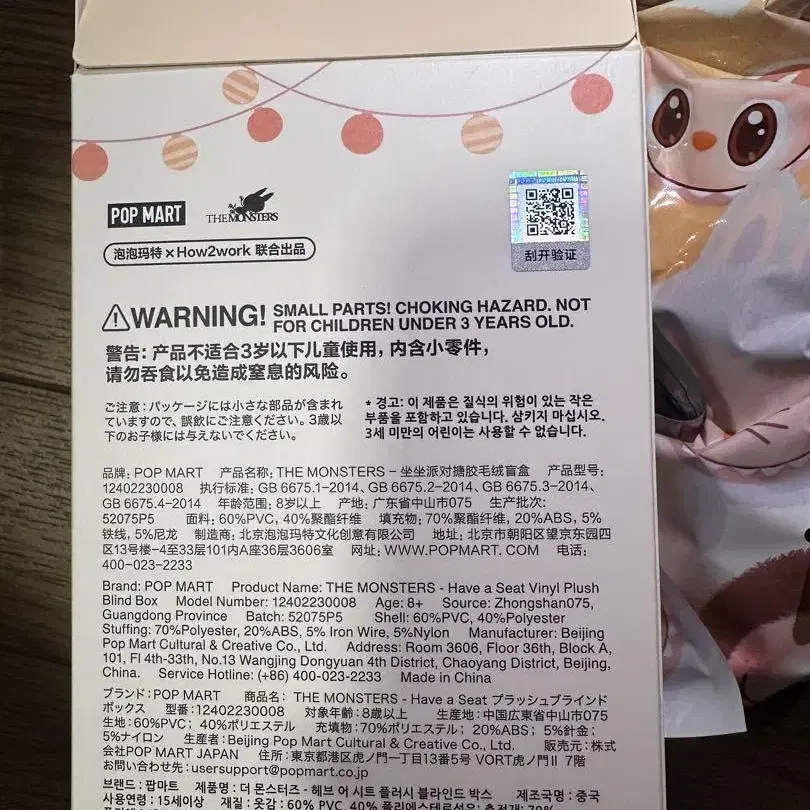 POP MART THE MONSTERS
泡泡玛特×How2work 联合出品
刮开验证
WARNING! SMALL PARTS! CHOKING HAZARD. NOT
FOR CHILDREN UNDER 3 YEARS OLD.
警告: 产品不适合3岁以下儿童使用，内含小零件，
请勿吞食以免造成窒息的风险。
ご注意：パッケージには小さな部品が含まれ
ていますので、誤飲にご注意ください。3歳以
下のお子様には与えないでください。
* 경고: 이 제품은 질식의 위험이 있는 작은
부품을 포함하고 있습니다. 삼키지 마십시오.
3세 미만의 어린이는 사용할 수 없습니다.
品牌: POP MART 产品名称: THE MONSTERS – 坐坐派对搪胶毛绒盲盒 产品型号:
12402230008 执行标准: GB 6675.1–2014、GB 6675.2–2014、GB 6675.3–2014、
GB 6675.4–2014 年龄范围: 8岁以上 产地: 广东省中山市075 生产批次:
52075P5 面料: 60%PVC, 40%聚酯纤维 填充物: 70%聚酯纤维, 20%ABS, 5%
铁线, 5%尼龙 制造商: 北京泡泡玛特文化创意有限公司 地址: 北京市朝阳区望京东园四
区13号楼–4至33层101内A座36层3606室 网址: WWW.POPMART.COM 电话:
400-023-2233
Brand: POP MART Product Name: THE MONSTERS - Have a Seat Vinyl Plush
Blind Box Model Number: 12402230008 Age: 8+ Source: Zhongshan075,
Guangdong Province Batch: 52075P5 Shell: 60%PVC, 40%Polyester
Stuffing: 70%Polyester, 20%ABS, 5% Iron Wire, 5%Nylon Manufacturer: Beijing
Pop Mart Cultural & Creative Co., Ltd. Address: Room 3606, Floor 36th, Block A,
101, Fl 4th-33th, No.13 Wangjing Dongyuan 4th District, Chaoyang District, Beijing,
China. Service Hotline: (+86) 400-023-2233 Made in China
ブランド：POP MART 商品名： THE MONSTERS - Have a Seat プラッシュブラインド
ボックス 型番：12402230008 対象年齢：8歳以上 生産地：中国広東省中山市075
生地：60%PVC； 40%ポリエステル 充填物：70%ポリエステル； 20%ABS； 5%針金；
5%ナイロン 生産者：Beijing Pop Mart Cultural & Creative Co., Ltd. 販売元：株式
会社POP MART JAPAN 住所：東京都港区虎ノ門一丁目13番5号 VORT虎ノ門II 7階
お問い合わせ先：usersupport@popmart.co.jp
브랜드 : 팝마트 제품명 : 더 몬스터즈 - 헤브 어 시트 플러시 블라인드 박스 제조국명 : 중국
사용연령 : 15세이상 재질 : 옷감 : 60% PVC, 40%